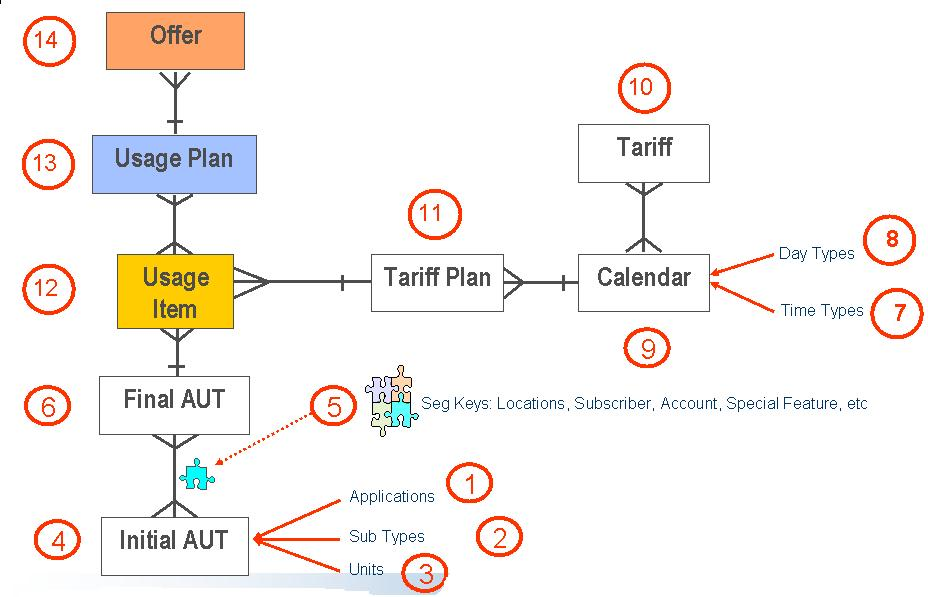 14
Offer
10
13
Usage Plan
Tariff
11
8
Day Types
12
Usage
Item
Tariff Plan
Calendar
Time Types
7
9
6
Final AUT
5
Seg Keys: Locations, Subscriber, Account, Special Feature, etc
Applications
1
4
Initial AUT
Sub Types
2
Units
3